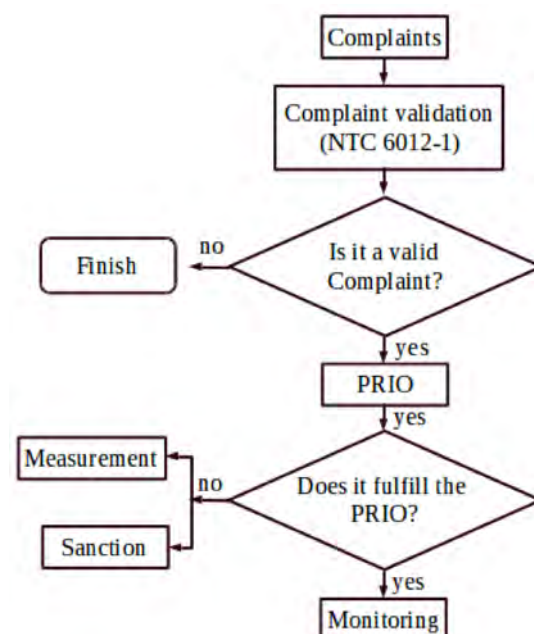 Complaints
Complaint validation
(NTC 6012-1)
Is it a valid
Complaint?
no
Finish
yes
PRIO
yes
Does it fulfill the
PRIO?
no
Measurement
Sanction
yes
Monitoring